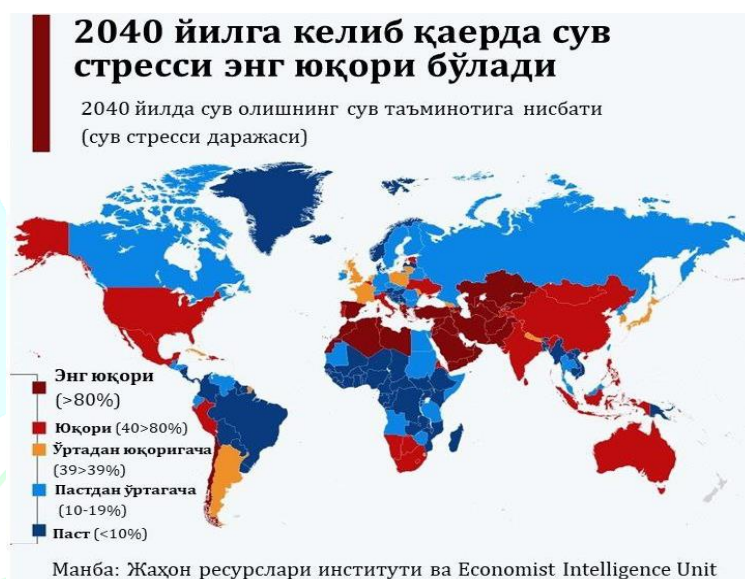 2040 йилга келиб қаерда сув
стресси энг юқори бўлади
2040 йилда сув олишнинг сув таъминотига нисбати
(сув стресси даражаси)
Энг юқори
(>80%)
Юқори (40>80%)
Ўртадан юқоригача
(39>39%)
Пастдан ўртагача
(10-19%)
Паст (<10%)
Манба: Жаҳон ресурслари институти ва Economist Intelligence Unit